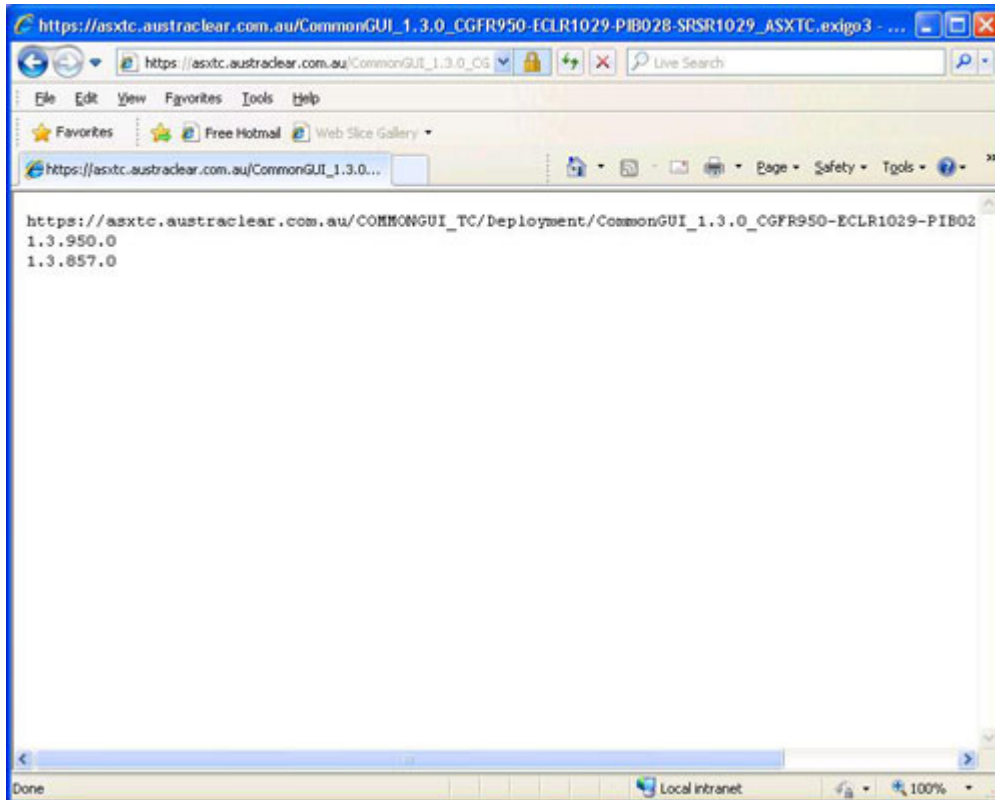 https://asxtc.austraclear.com.au/CommonGUI_1.3.0_CGFR950-ECLR1029-PIB028-SRSR1029_ASXTC.exigo3 - ...
https://asxtc.austraclear.com.au/CommonGUI_1.3.0_CG
Live Search
File Edit View Favorites Tools Help
Favorites Free Hotmail Web Slice Gallery
https://asxtc.austraclear.com.au/CommonGUI_1.3.0...
Page Safety Tools
https://asxtc.austraclear.com.au/COMMONGUI_TC/Deployment/CommonGUI_1.3.0_CGFR950-ECLR1029-PIB02
1.3.950.0
1.3.857.0
Done Local intranet 100%